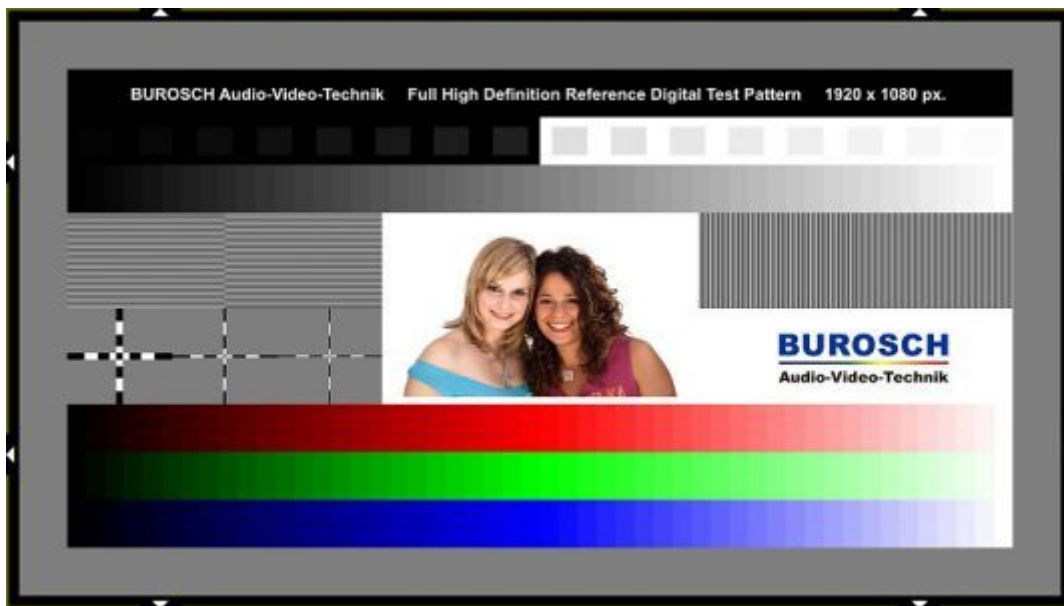 BUROSCH Audio-Video-Technik Full High Definition Reference Digital Test Pattern 1920 x 1080 px.
BUROSCH
Audio-Video-Technik